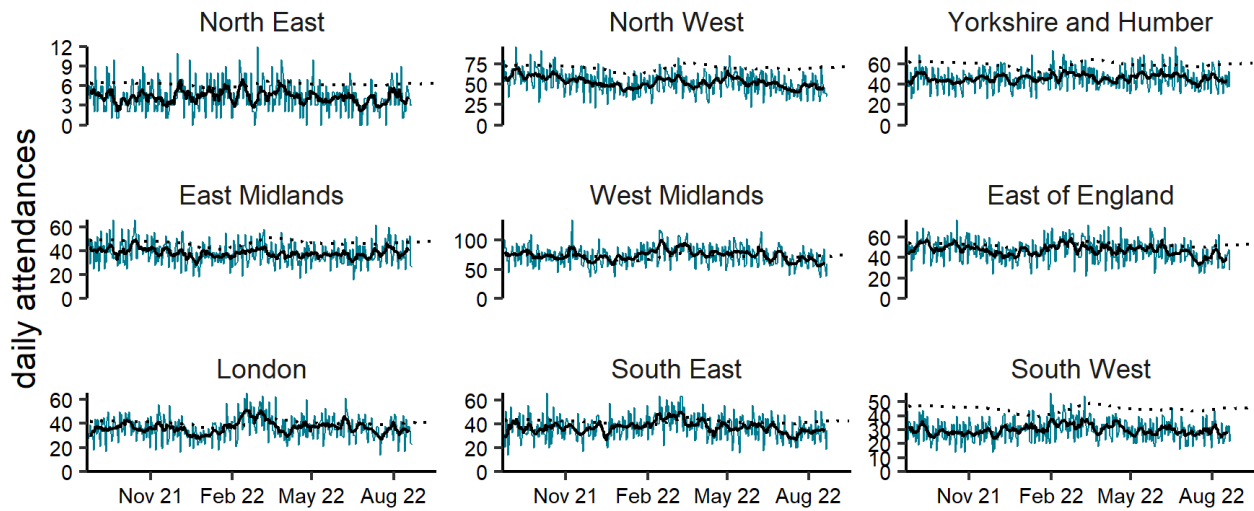 North East
North West
Yorkshire and Humber
12
9
6
3
0
75
50
25
0
60
40
20
0
daily attendances
East Midlands
West Midlands
East of England
60
40
20
0
100
50
0
60
40
20
0
London
South East
South West
60
40
20
0
60
40
20
0
50
40
30
20
10
0
Nov 21 Feb 22 May 22 Aug 22
Nov 21 Feb 22 May 22 Aug 22
Nov 21 Feb 22 May 22 Aug 22